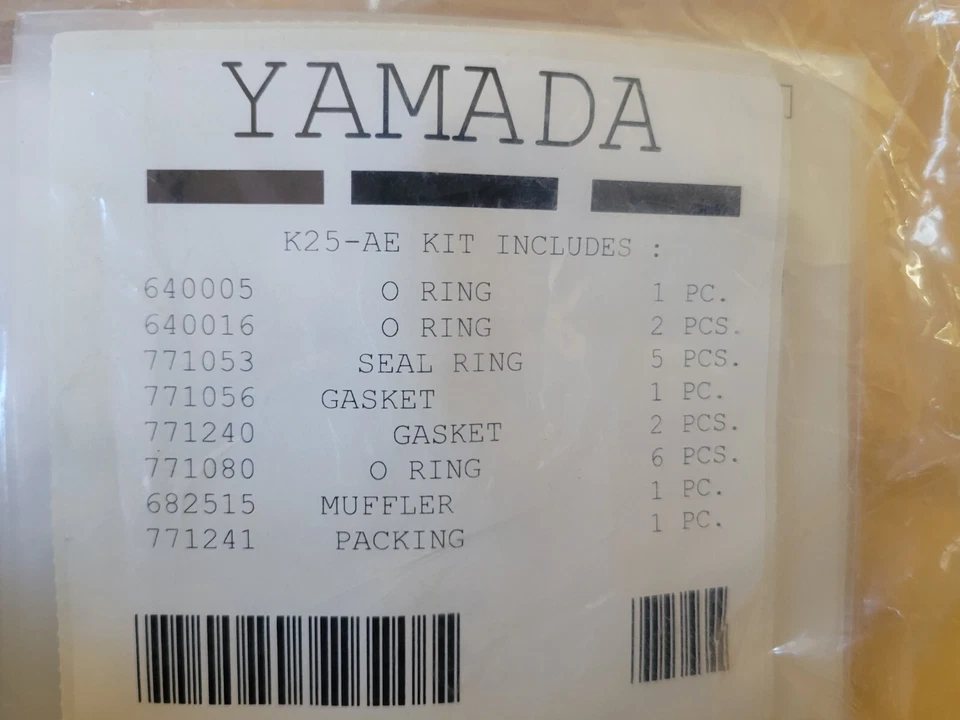 YAMADA
K25-AE KIT INCLUDES :
640005 O RING 1 PC.
640016 O RING 2 PCS.
771053 SEAL RING 5 PCS.
771056 GASKET 1 PC.
771240 GASKET 2 PCS.
771080 O RING 6 PCS.
682515 MUFFLER 1 PC.
771241 PACKING 1 PC.